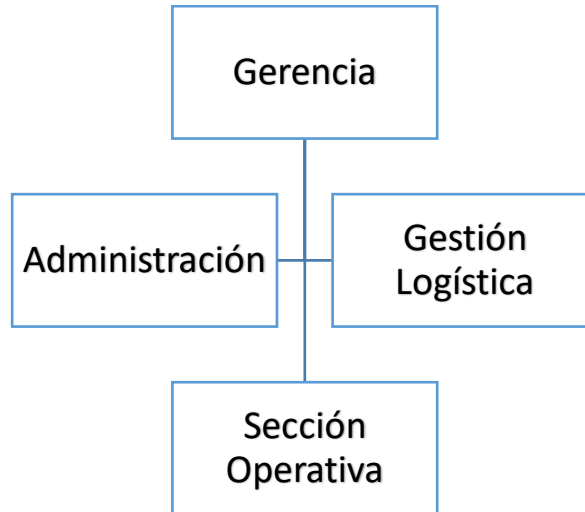 Gerencia
Administración
Gestión
Logística
Sección
Operativa